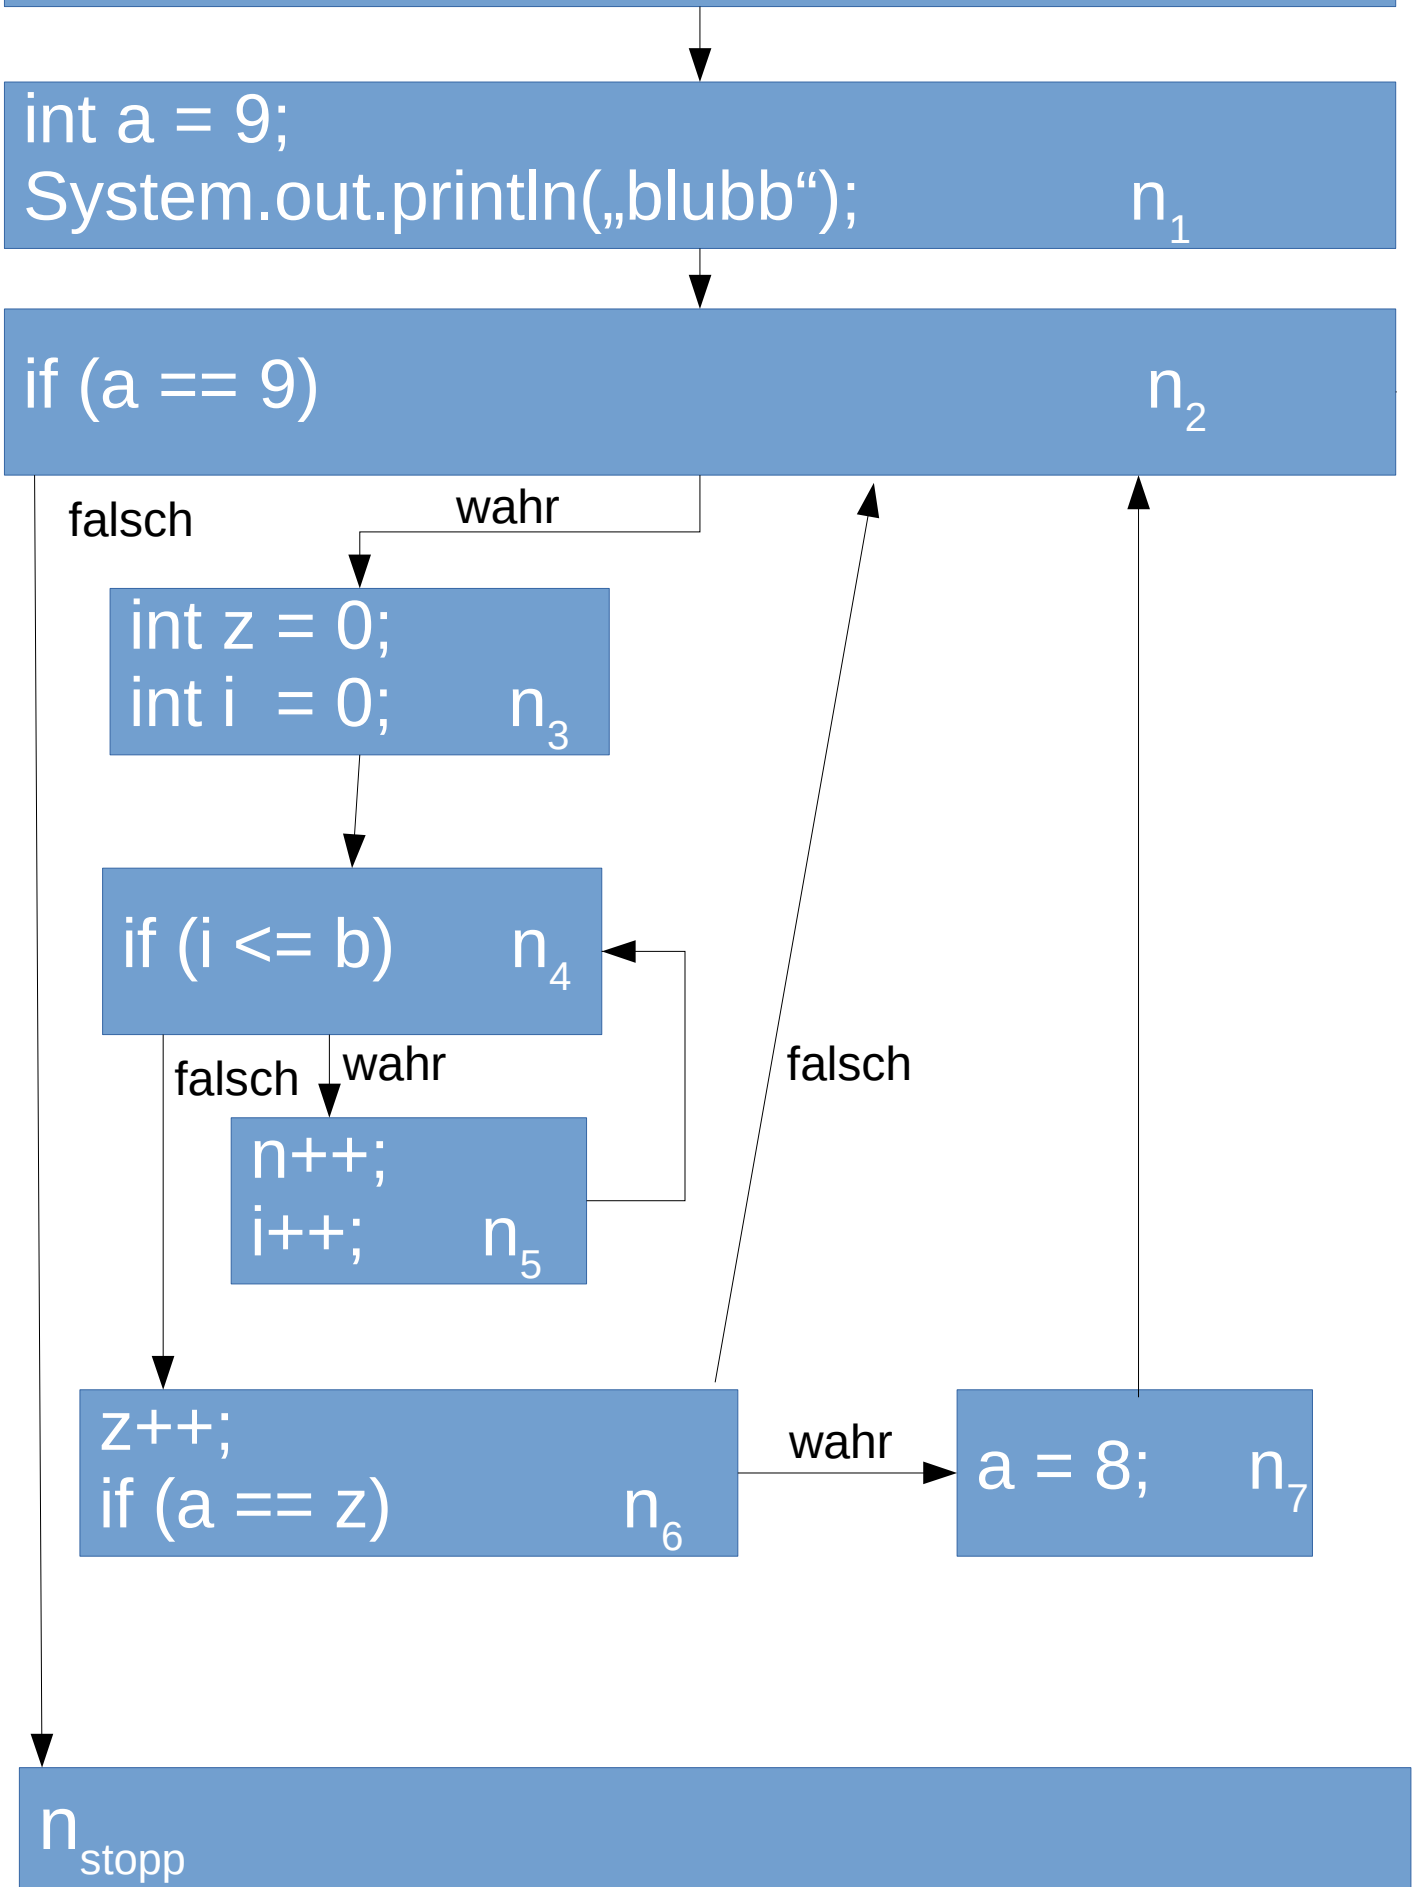 int a = 9;
System.out.println(„blubb“); n1
if (a == 9) n2
falsch
wahr
int z = 0;
int i = 0; n3
if (i <= b) n4
falsch
wahr
falsch
n++;
i++; n5
z++;
if (a == z) n6
wahr
a = 8; n7
nstopp